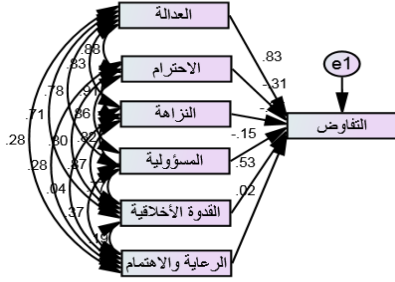 العدالة
.88
.83
.83
الاحترام
-.31
e1
.78
.91
النزاهة
.71
.86
التفاوض
-.15
.28
.80
.82
المسؤولية
.53
.28
.87
.02
.04
القدوة الأخلاقية
.37
الرعاية والاهتمام